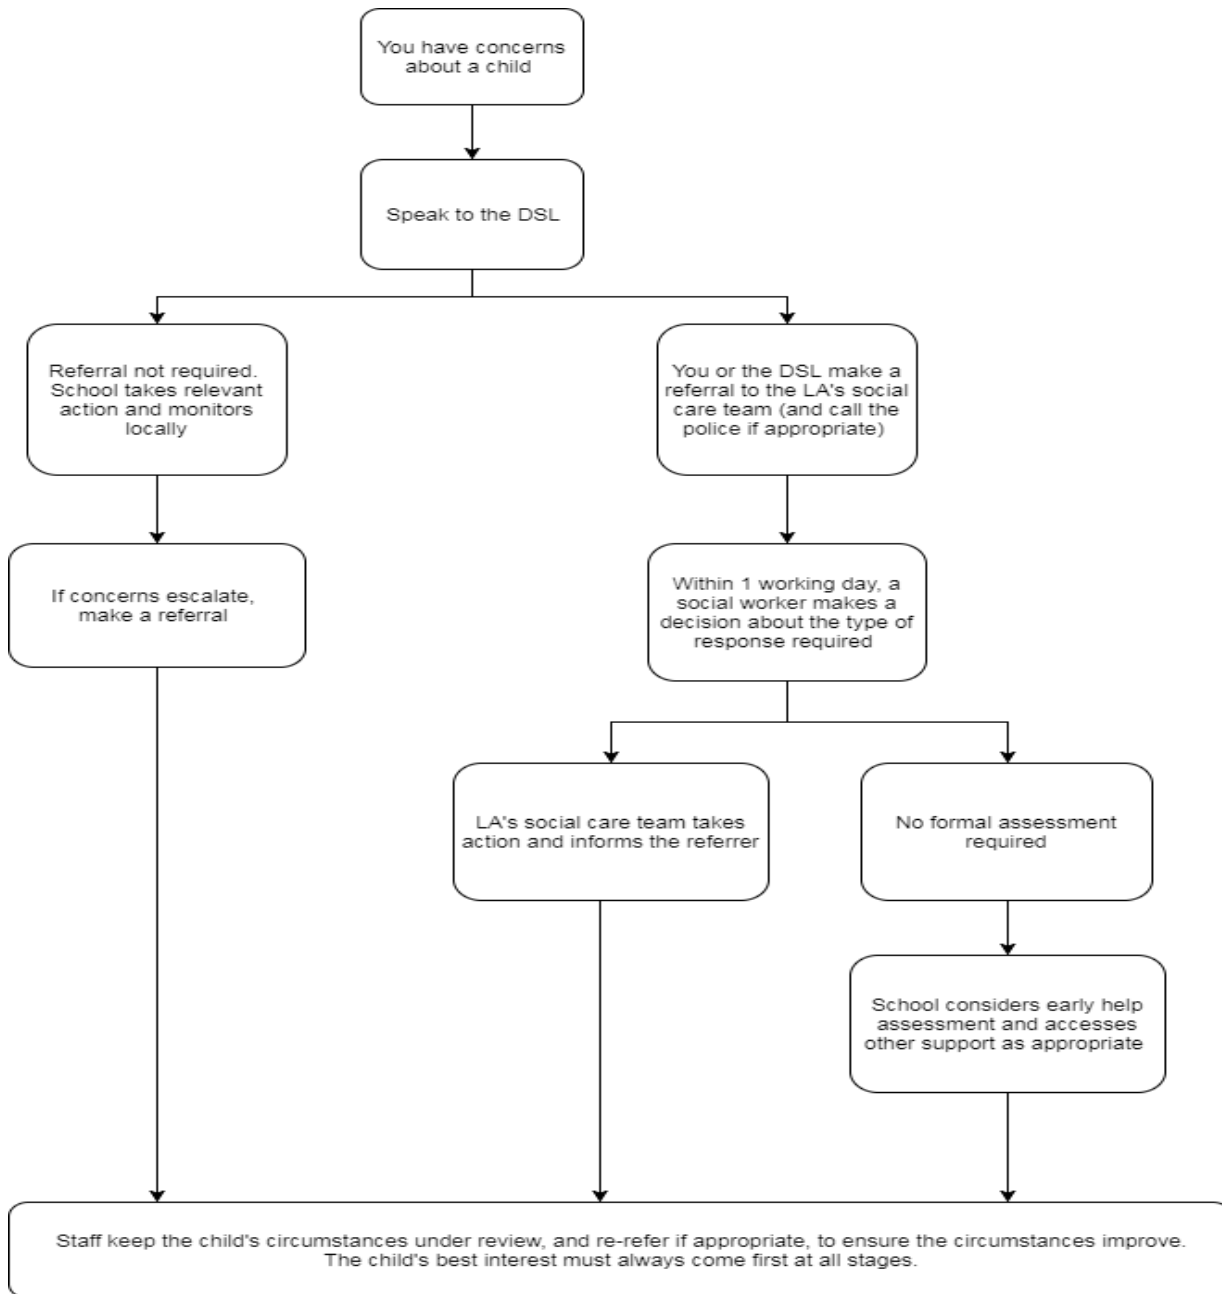 You have concerns
about a child
Speak to the DSL
Referral not required.
School takes relevant
action and monitors
locally
You or the DSL make a
referral to the LA's social
care team (and call the
police if appropriate)
If concerns escalate,
make a referral
Within 1 working day, a
social worker makes a
decision about the type of
response required
LA's social care team takes
action and informs the referrer
No formal assessment
required
School considers early help
assessment and accesses
other support as appropriate
Staff keep the child's circumstances under review, and re-refer if appropriate, to ensure the circumstances improve.
The child's best interest must always come first at all stages.